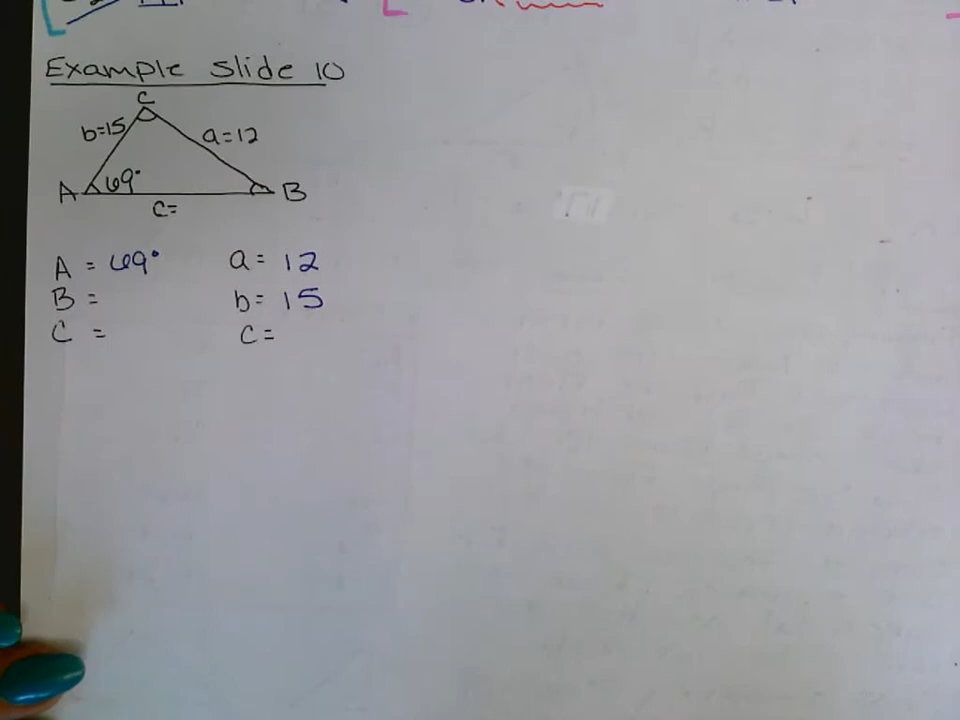 Example Slide 10
C
b=15
a=12
A 69°
B
c=
A = 69° a = 12
B = b = 15
C = c =